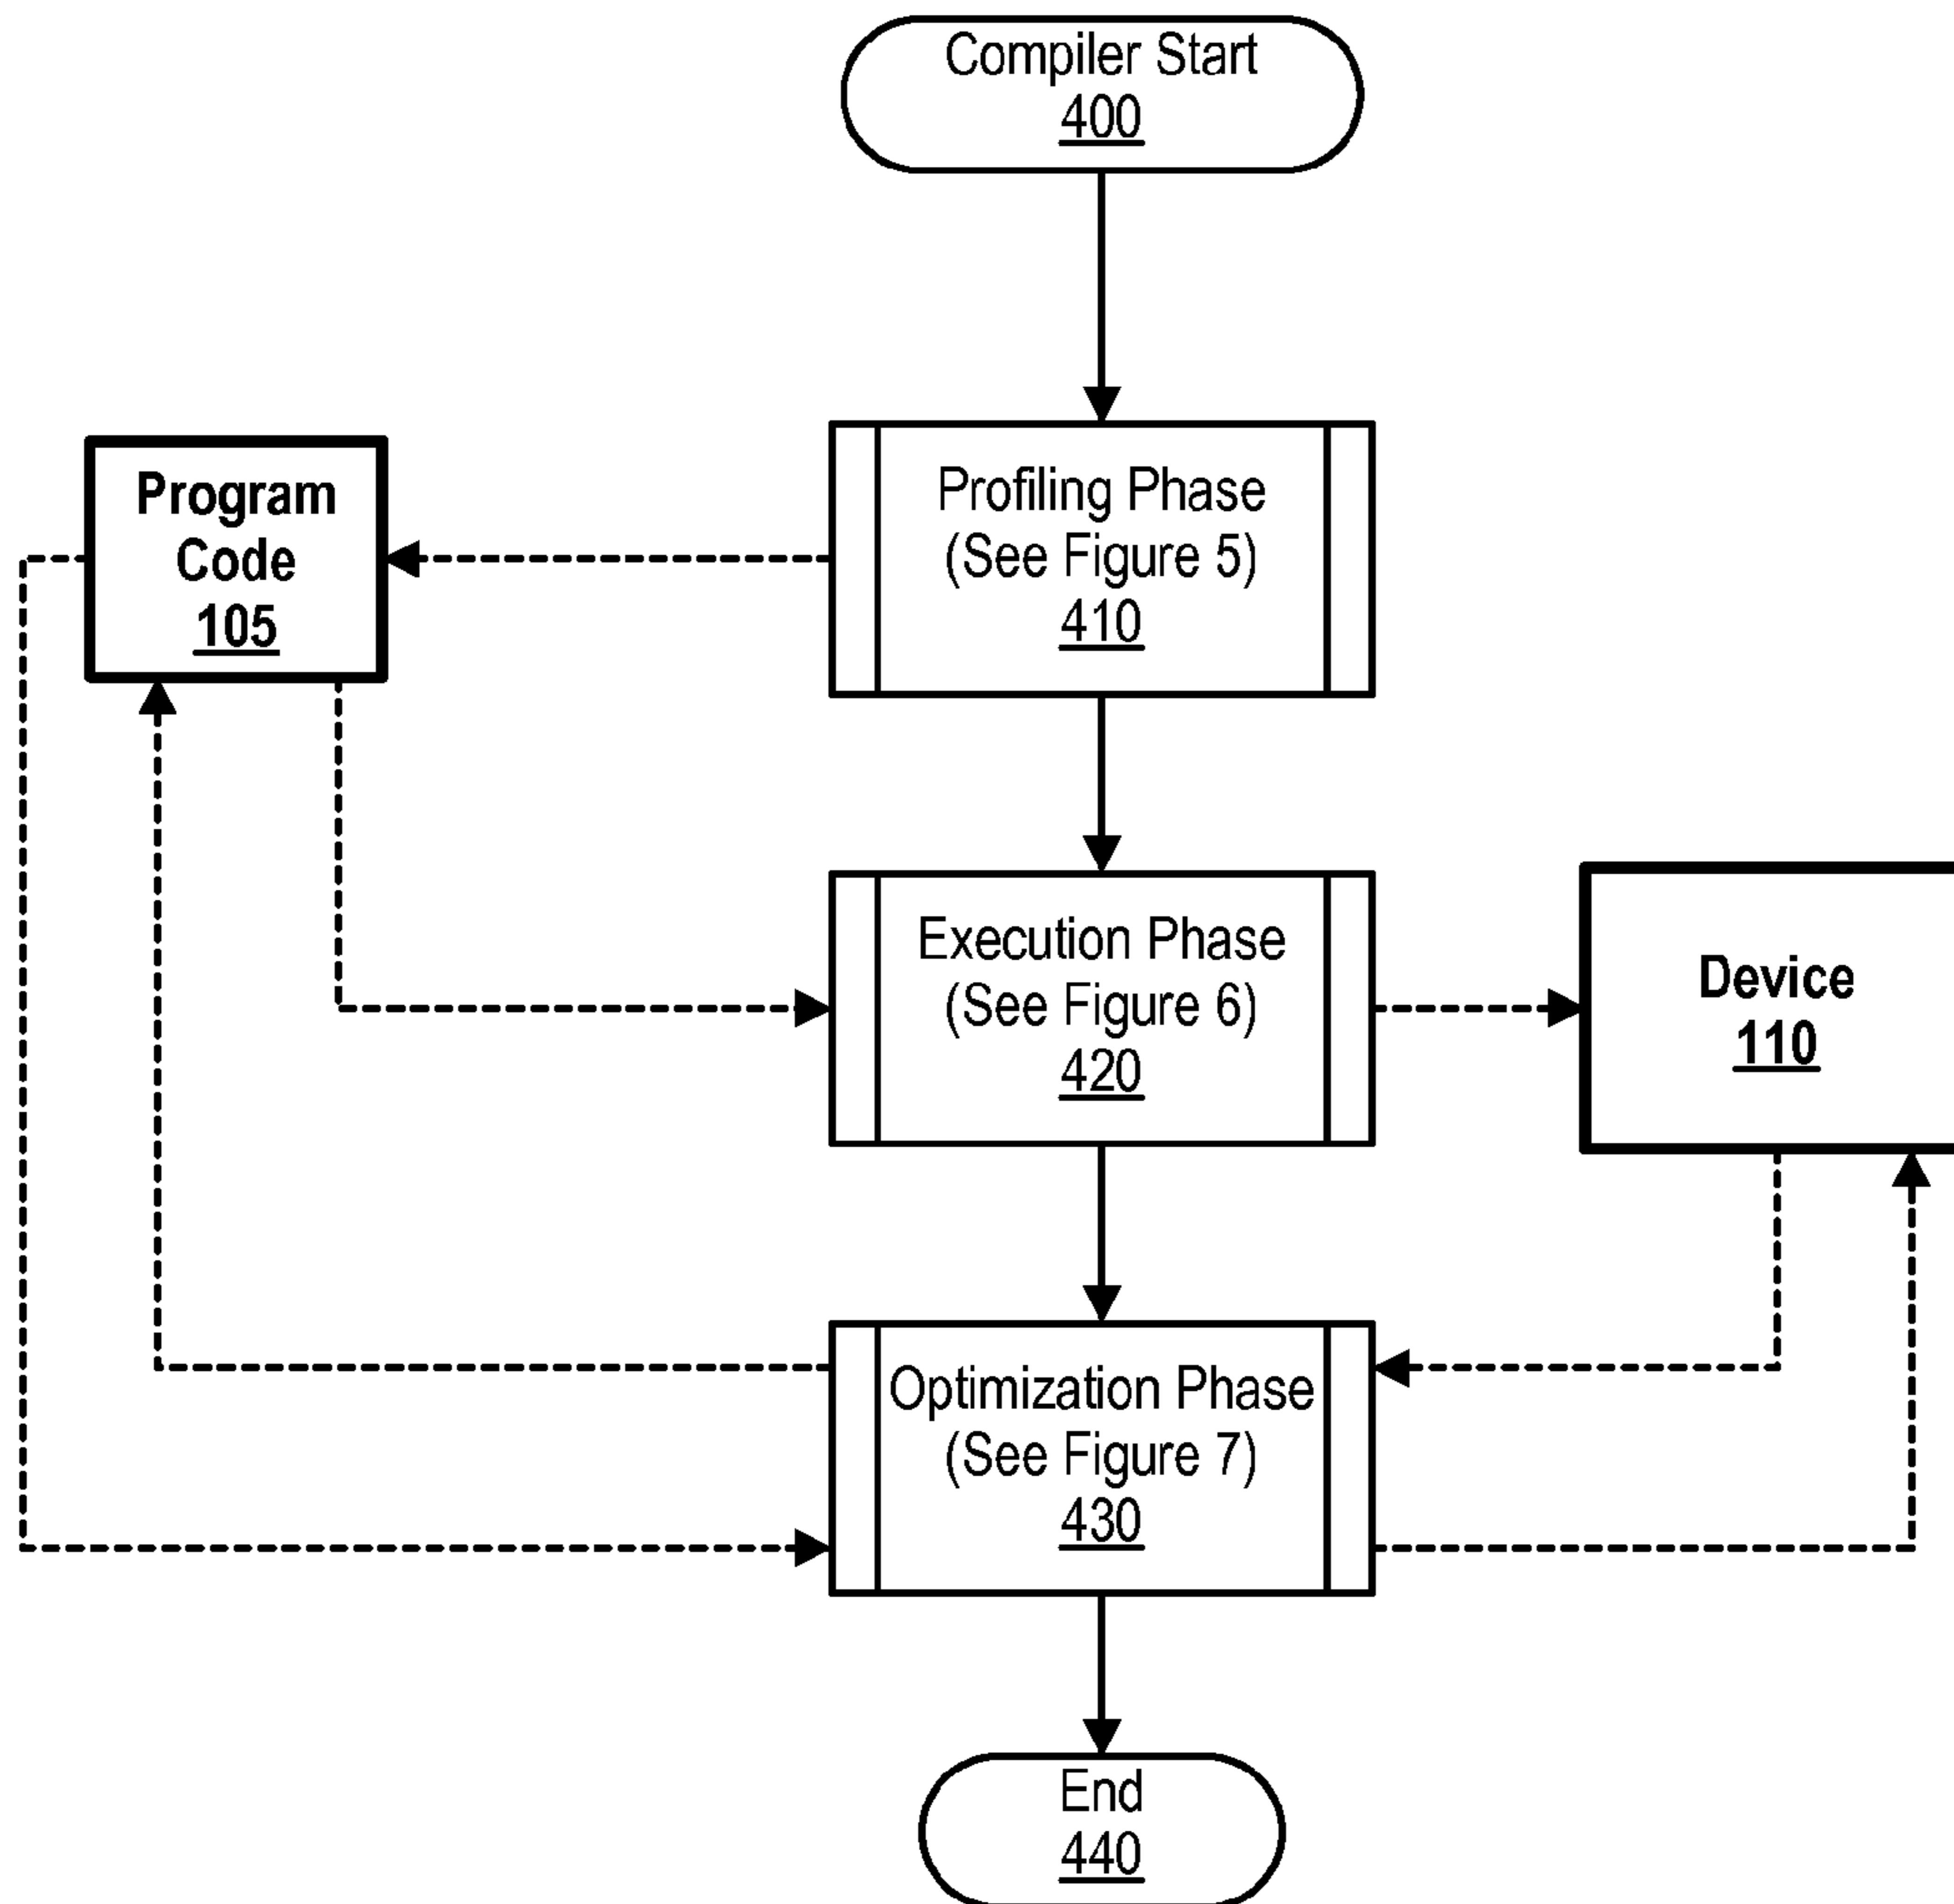 Compiler Start
400
Program
Code
105
Profiling Phase
(See Figure 5)
410
Execution Phase
(See Figure 6)
420
Device
110
Optimization Phase
(See Figure 7)
430
End
440